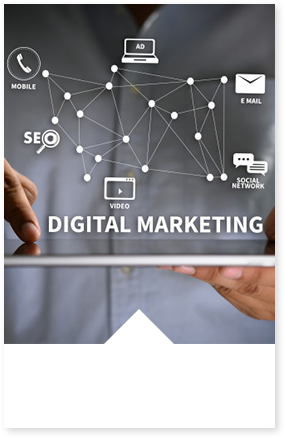 AD
MOBILE
E MAIL
SEO
SOCIAL
NETWORK
VIDEO
DIGITAL MARKETING